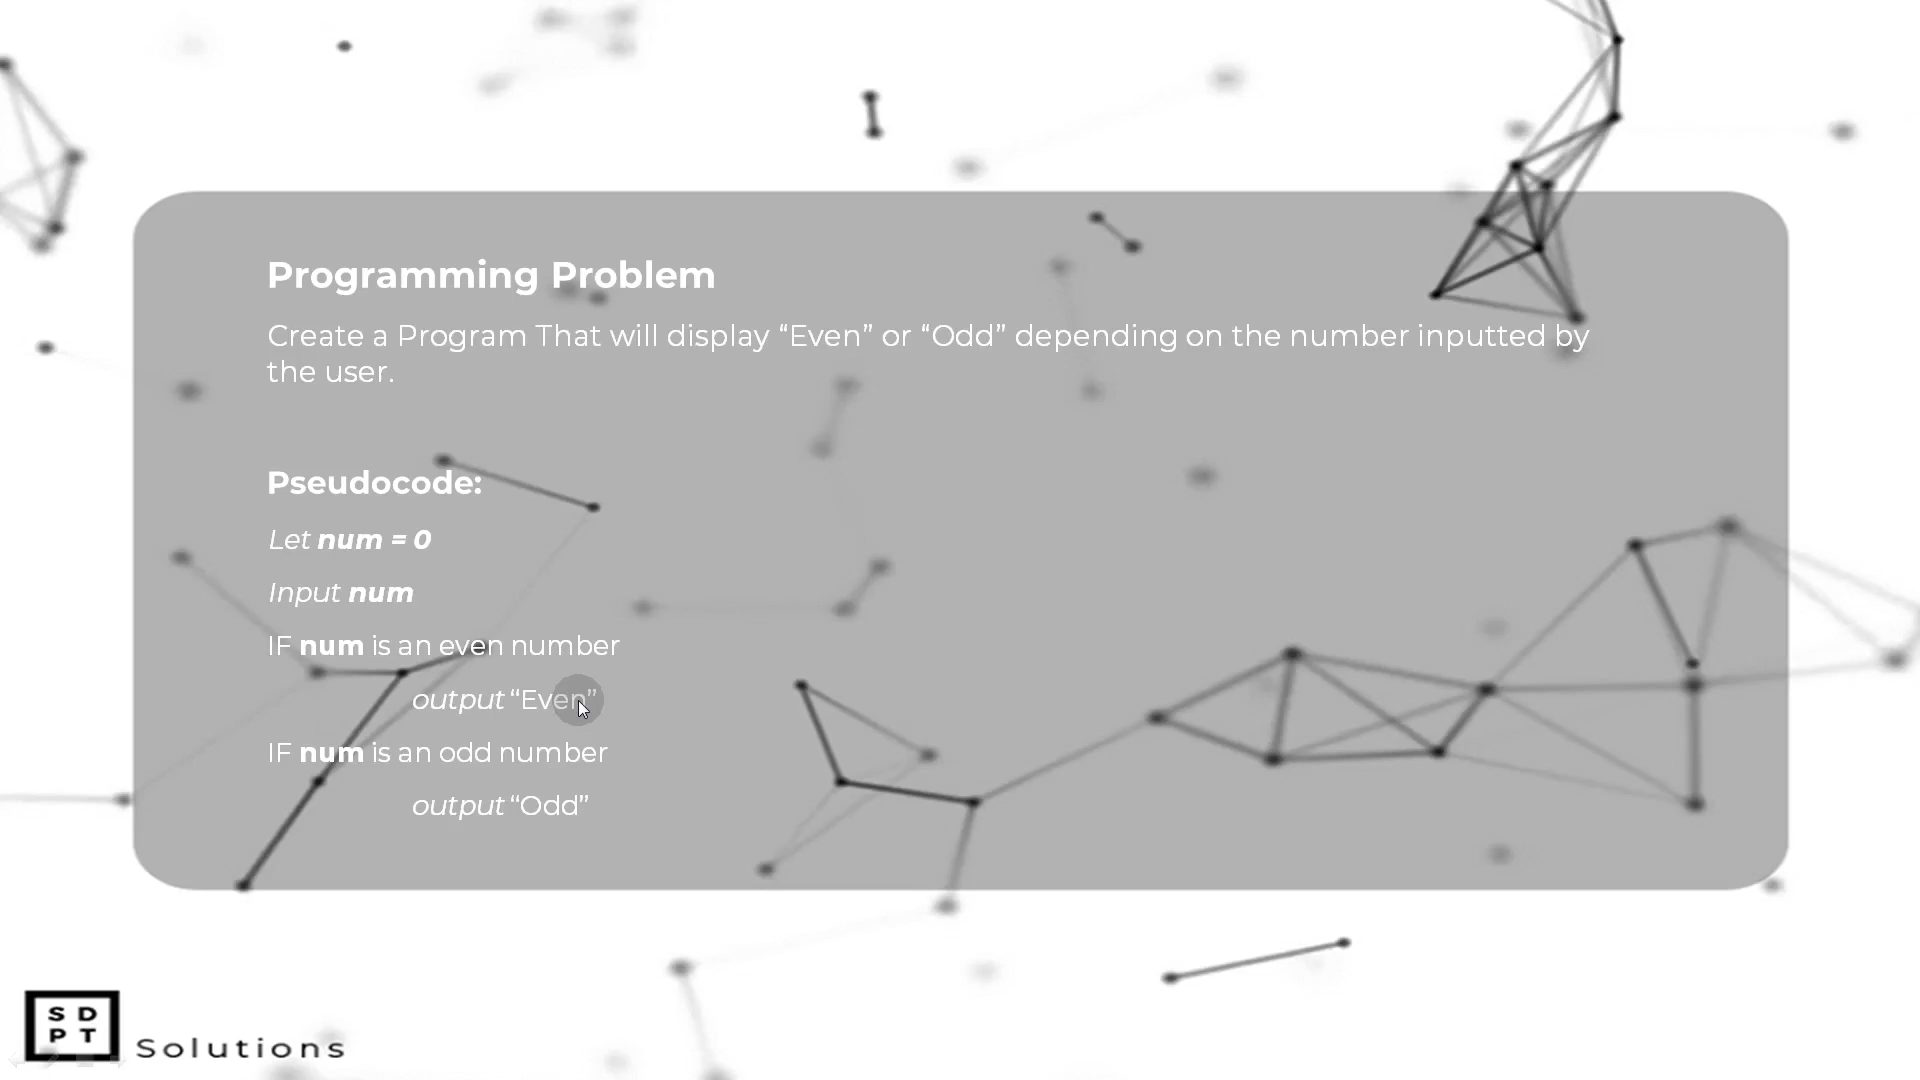 Programming Problem
Create a Program That will display “Even” or “Odd” depending on the number inputted by
the user.
Pseudocode:
Let num = 0
Input num
IF num is an even number
output “Even”
IF num is an odd number
output “Odd”
S D
P T
Solutions